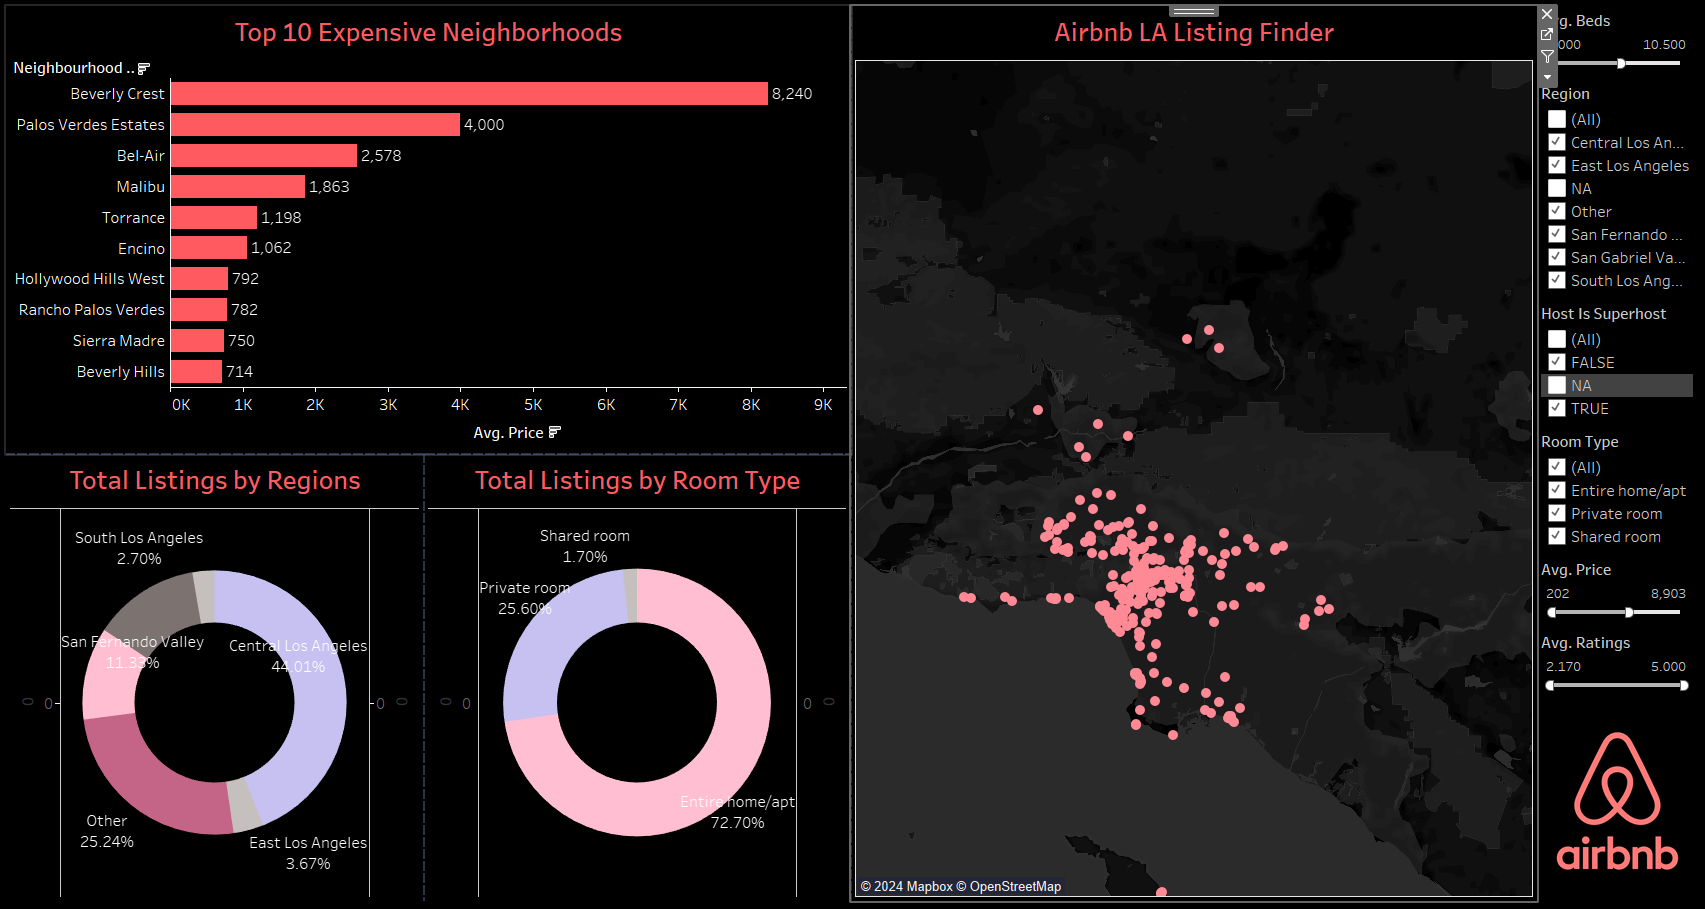 Top 10 Expensive Neighborhoods
Neighbourhood ..
Beverly Crest 8,240
Palos Verdes Estates 4,000
Bel-Air 2,578
Malibu 1,863
Torrance 1,198
Encino 1,062
Hollywood Hills West 792
Rancho Palos Verdes 782
Sierra Madre 750
Beverly Hills 714
0K 1K 2K 3K 4K 5K 6K 7K 8K 9K
Avg. Price
Total Listings by Regions
South Los Angeles
2.70%
San Fernando Valley
11.33%
Central Los Angeles
44.01%
0 0 0 0
Other
25.24%
East Los Angeles
3.67%
Total Listings by Room Type
Shared room
1.70%
Private room
25.60%
0 0 0 0
Entire home/apt
72.70%
Airbnb LA Listing Finder
© 2024 Mapbox © OpenStreetMap
g. Beds
000 10.500
Region
(All)
Central Los An...
East Los Angeles
NA
Other
San Fernando ...
San Gabriel Va...
South Los Ang...
Host Is Superhost
(All)
FALSE
NA
TRUE
Room Type
(All)
Entire home/apt
Private room
Shared room
Avg. Price
202 8,903
Avg. Ratings
2.170 5.000
airbnb